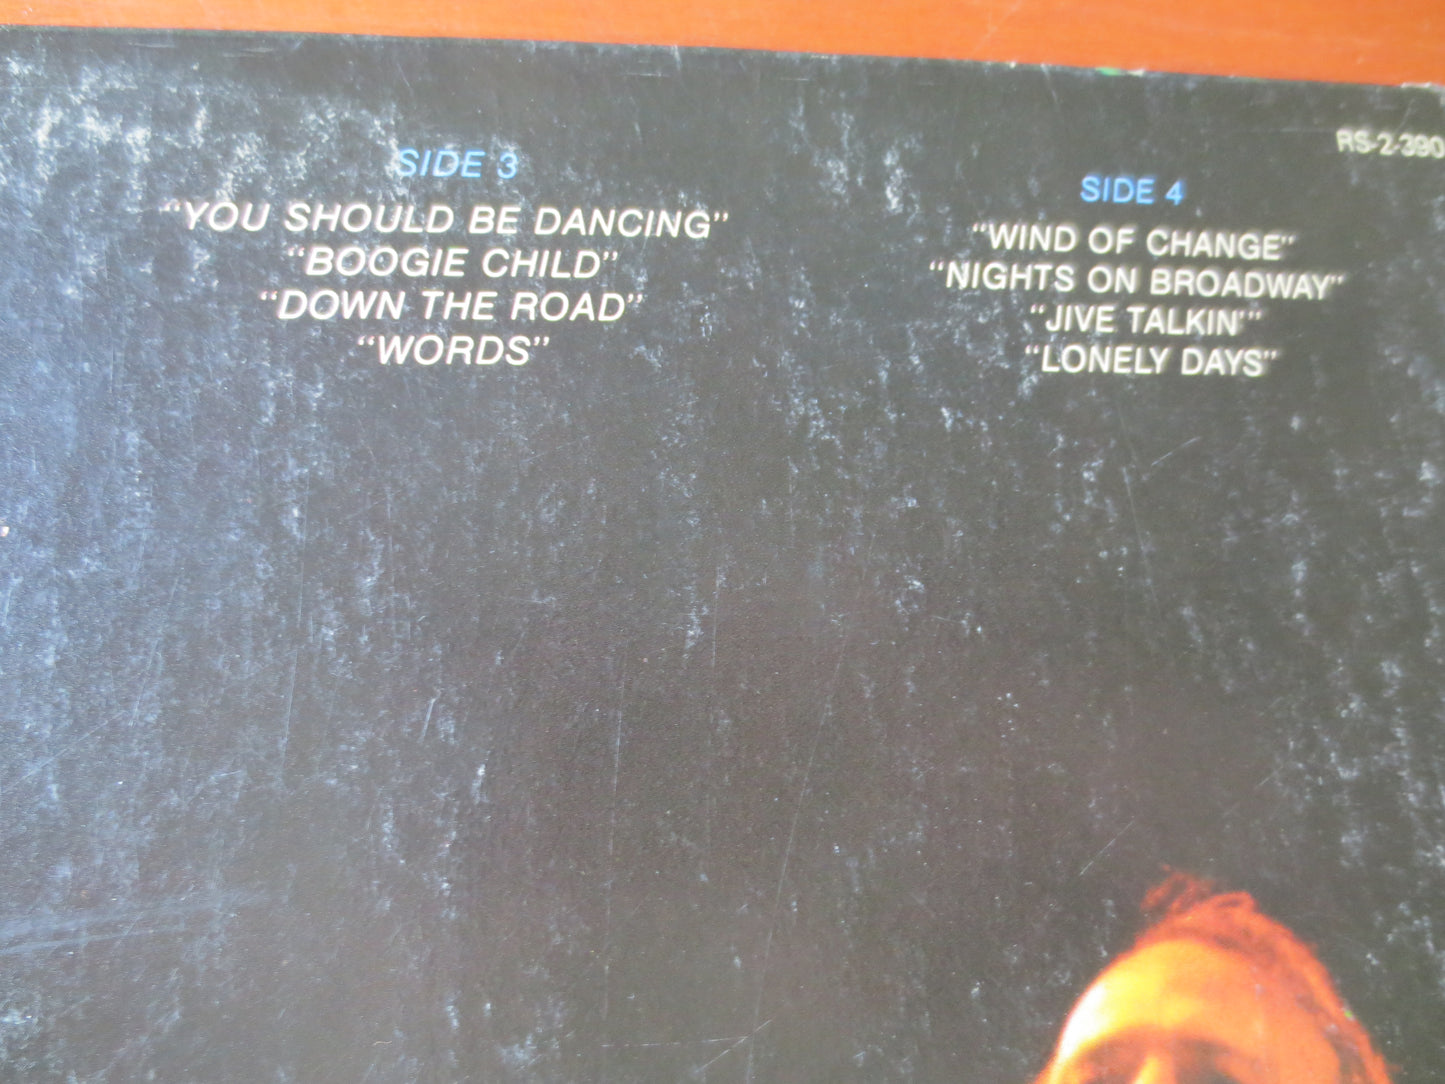 RS-2-390
SIDE 3
"YOU SHOULD BE DANCING"
"BOOGIE CHILD"
"DOWN THE ROAD"
"WORDS"
SIDE 4
"WIND OF CHANGE"
"NIGHTS ON BROADWAY"
"JIVE TALKIN'"
"LONELY DAYS"